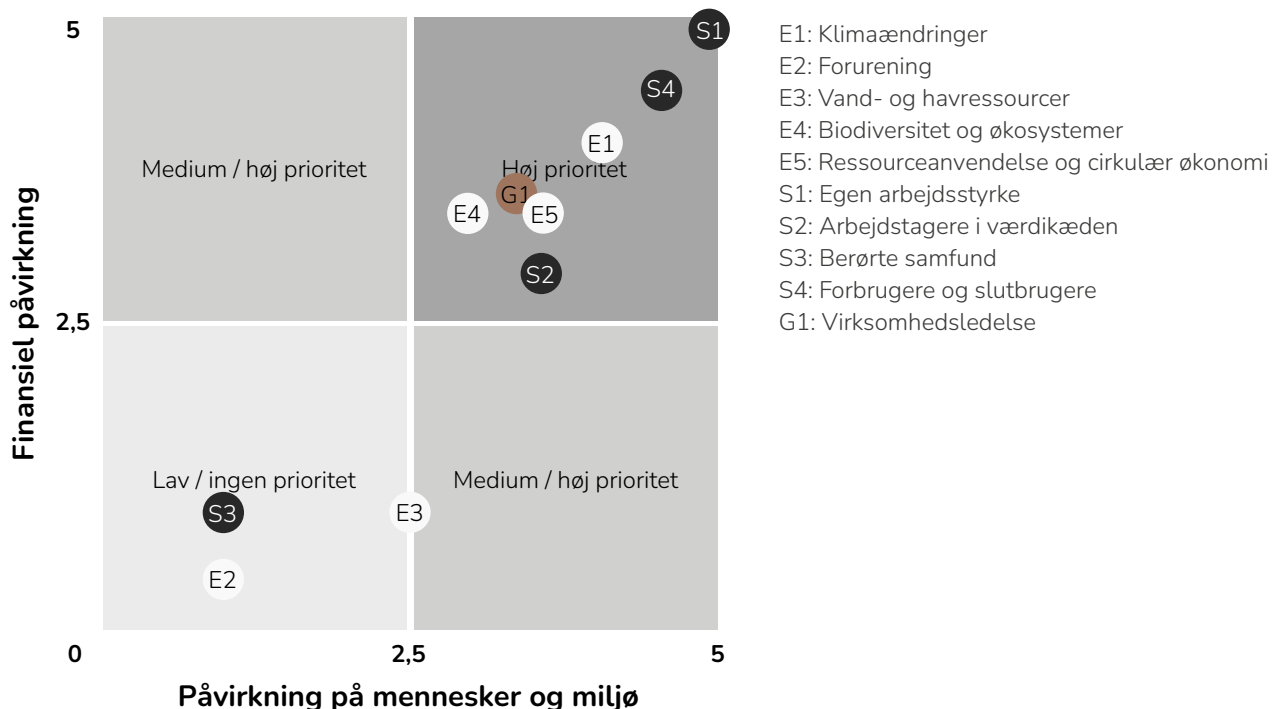 5
S1
S4
E1
Medium / høj prioritet
Høj prioritet
G1
E4
E5
S2
Finansiel påvirkning
2,5
Lav / ingen prioritet
Medium / høj prioritet
S3
E3
E2
0
2,5
5
Påvirkning på mennesker og miljø
E1: Klimaændringer
E2: Forurening
E3: Vand- og havressourcer
E4: Biodiversitet og økosystemer
E5: Ressourceanvendelse og cirkulær økonomi
S1: Egen arbejdsstyrke
S2: Arbejdstagere i værdikæden
S3: Berørte samfund
S4: Forbrugere og slutbrugere
G1: Virksomhedsledelse